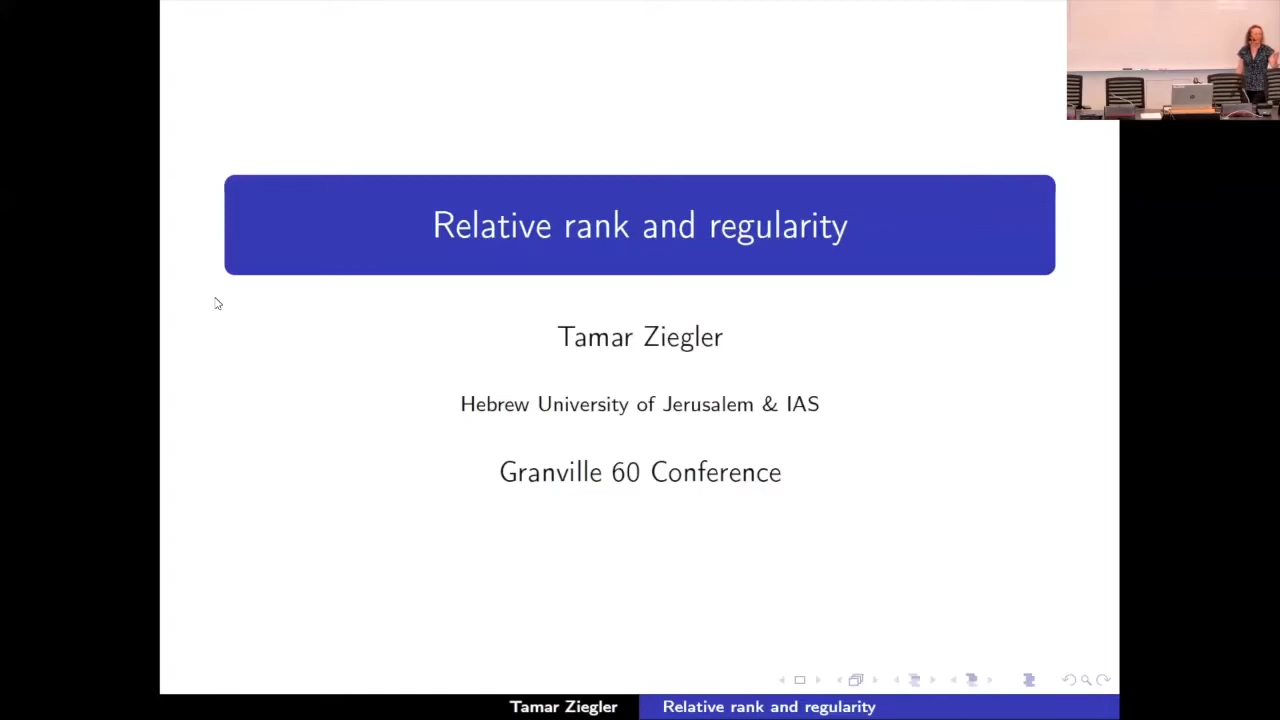 Relative rank and regularity
Tamar Ziegler
Hebrew University of Jerusalem & IAS
Granville 60 Conference
Tamar Ziegler
Relative rank and regularity